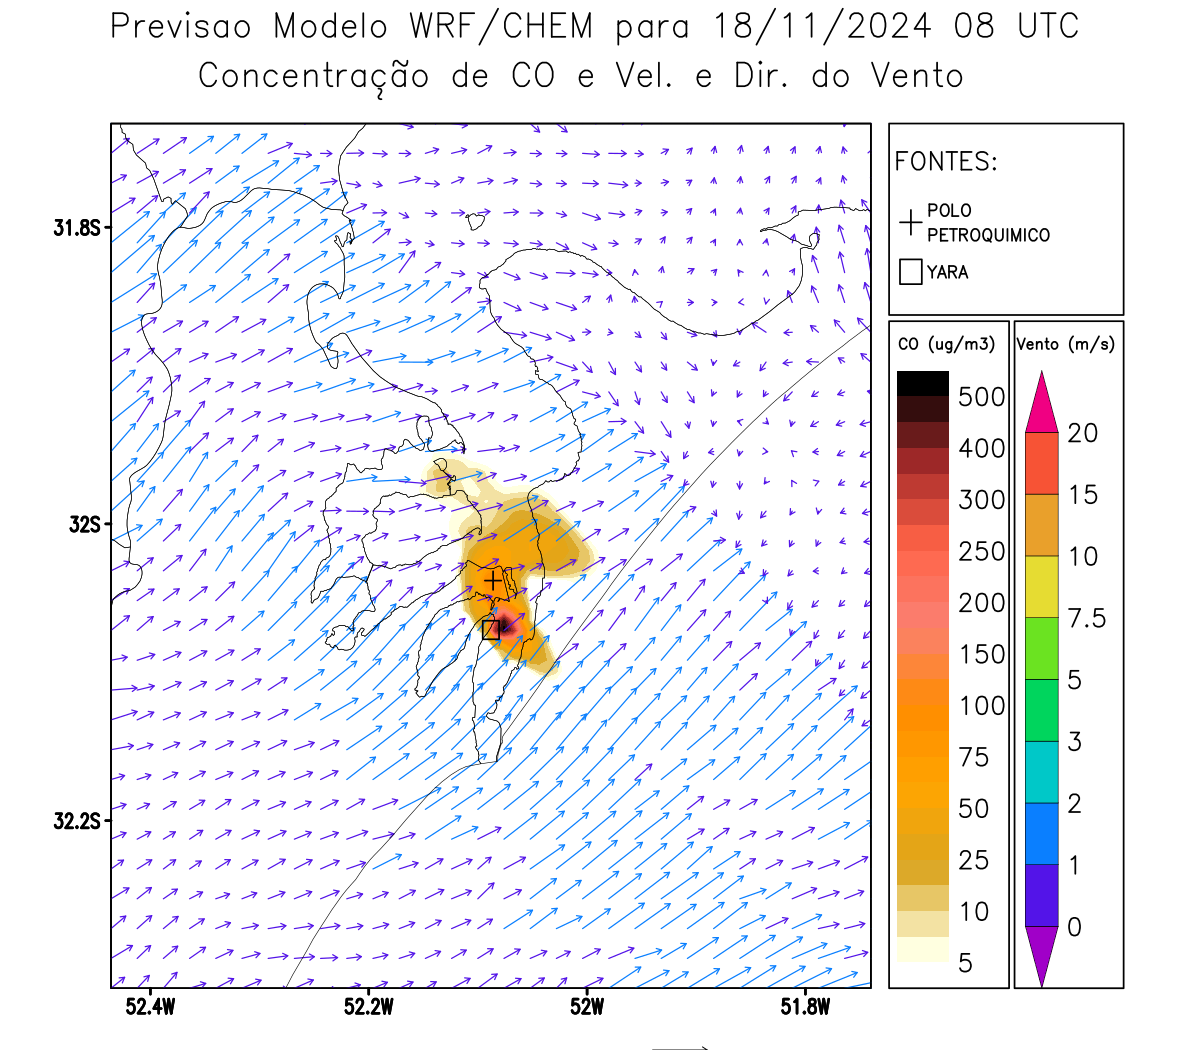 Previsao Modelo WRF/CHEM para 18/11/2024 08 UTC
Concentração de CO e Vel. e Dir. do Vento
FONTES:
POLO
PETROQUIMICO
YARA
31.8S
32S
32.2S
52.4W
52.2W
52W
51.8W
CO (ug/m3)
500
400
300
250
200
150
100
75
50
25
10
5
Vento (m/s)
20
15
10
7.5
5
3
2
1
0